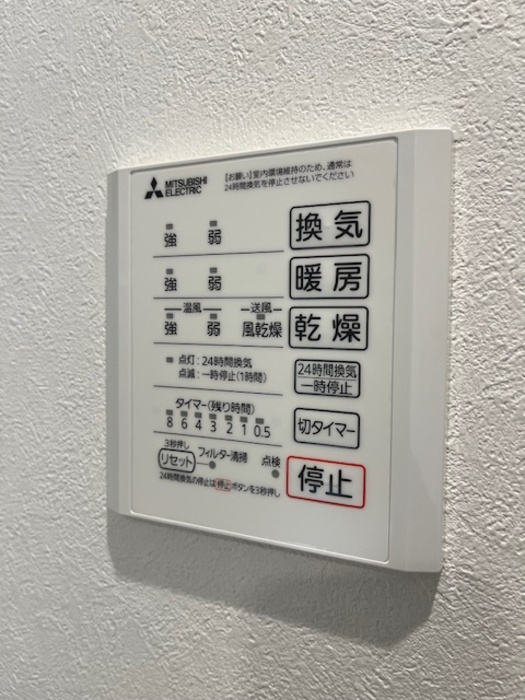 MITSUBISHI
ELECTRIC
【お願い】室内環境維持のため、通常は
24時間換気を停止させないでください
強 弱 換気
強 弱 暖房
温風 送風
強 弱 風乾燥 乾燥
点灯:24時間換気
点滅:一時停止(1時間)
24時間換気
一時停止
タイマー(残り時間)
8 6 4 3 2 1 0.5
切タイマー
3秒押し
リセット フィルター清掃 点検
停止
24時間換気の停止は停止ボタンを3秒押し